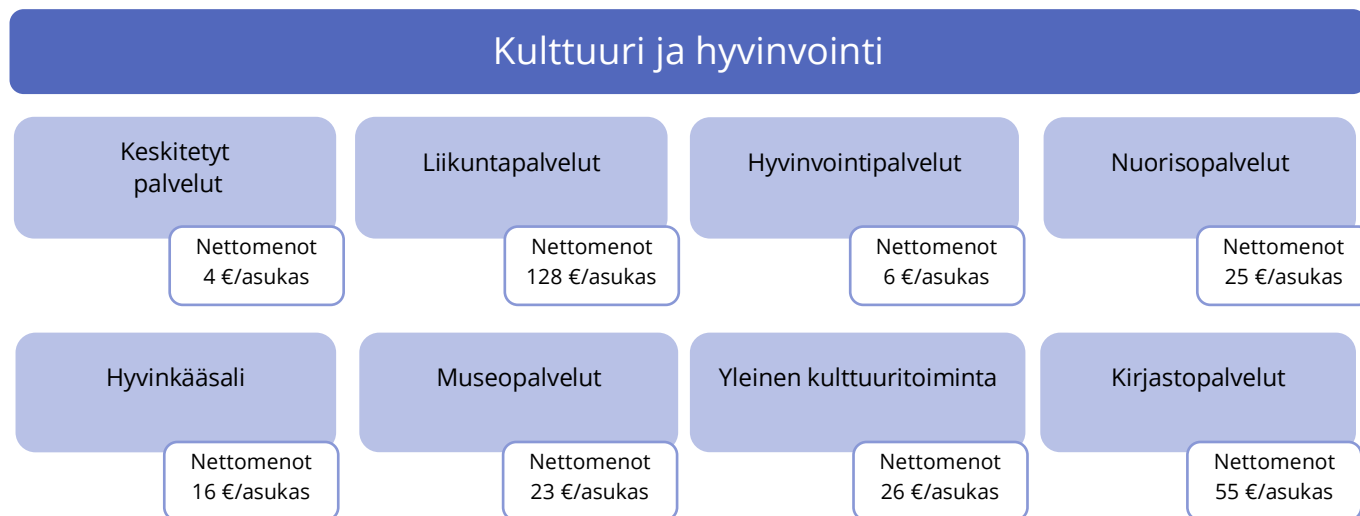 Kulttuuri ja hyvinvointi
Keskitetyt
palvelut
Nettomenot
4 €/asukas
Liikuntapalvelut
Nettomenot
128 €/asukas
Hyvinvointipalvelut
Nettomenot
6 €/asukas
Nuorisopalvelut
Nettomenot
25 €/asukas
Hyvinkääsali
Nettomenot
16 €/asukas
Museopalvelut
Nettomenot
23 €/asukas
Yleinen kulttuuritoiminta
Nettomenot
26 €/asukas
Kirjastopalvelut
Nettomenot
55 €/asukas